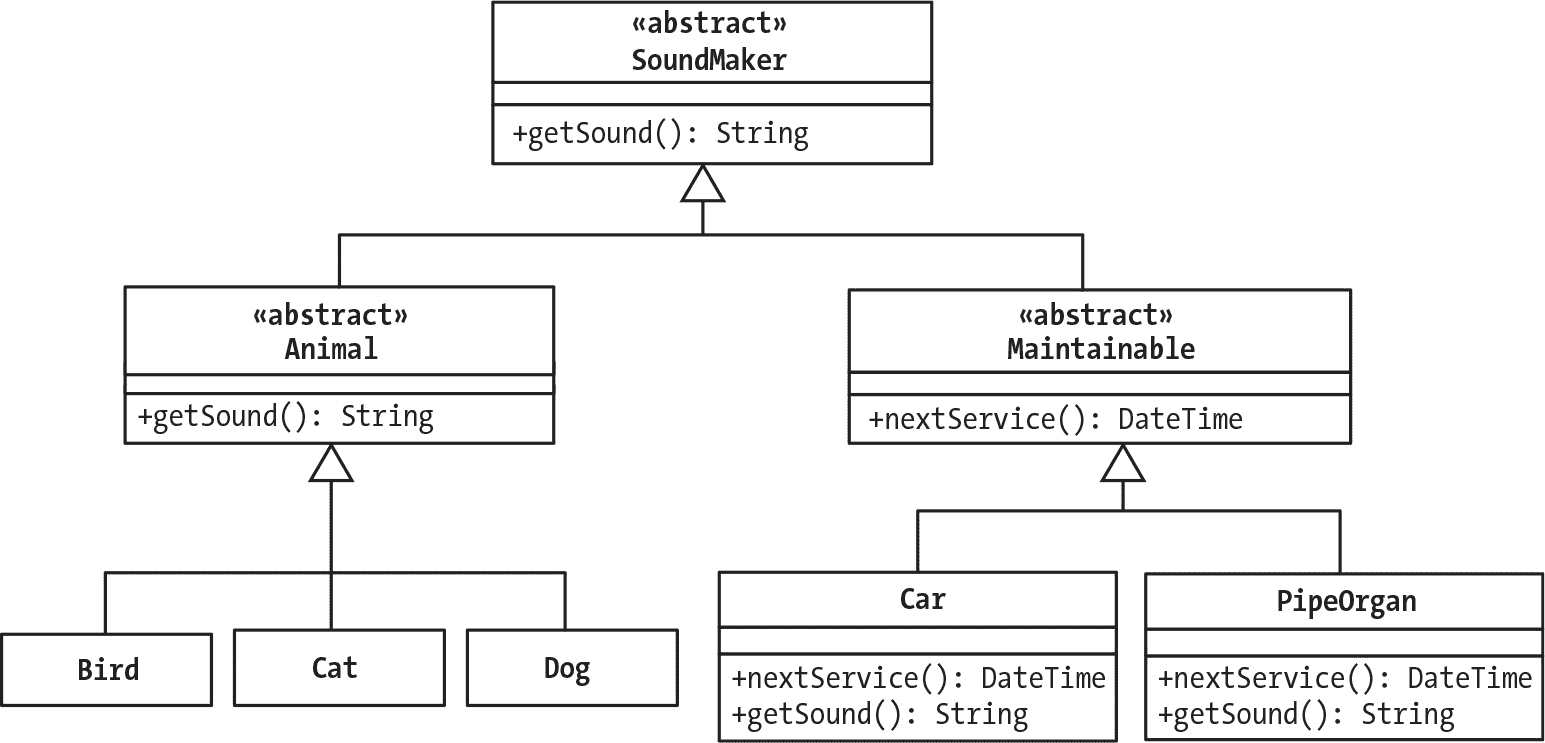 «abstract»
SoundMaker
+getSound(): String
«abstract»
Animal
+getSound(): String
«abstract»
Maintainable
+nextService(): DateTime
Bird
Cat
Dog
Car
+nextService(): DateTime
+getSound(): String
PipeOrgan
+nextService(): DateTime
+getSound(): String